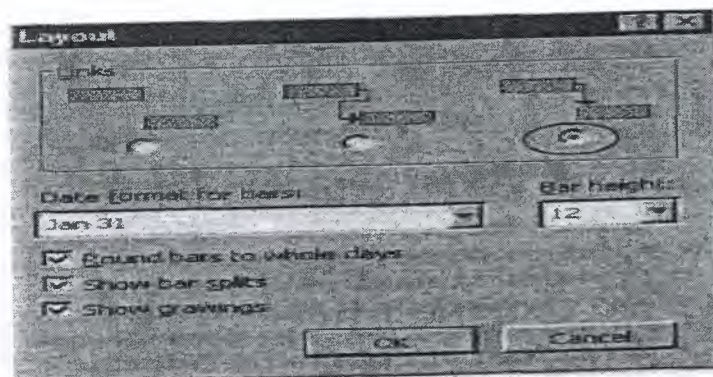 Layout
Links
Date format for bars:
Bar height:
Jan 31
12
Round bars to whole days
Show bar splits
Show drawings
OK
Cancel